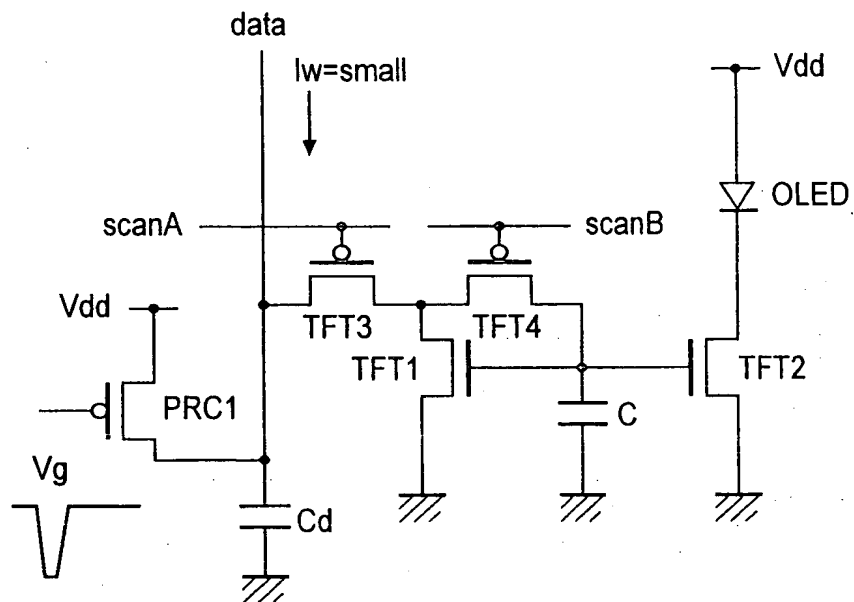 data
Iw=small
Vdd
OLED
scanA
scanB
Vdd
TFT3
TFT4
TFT1
TFT2
PRC1
C
Vg
Cd